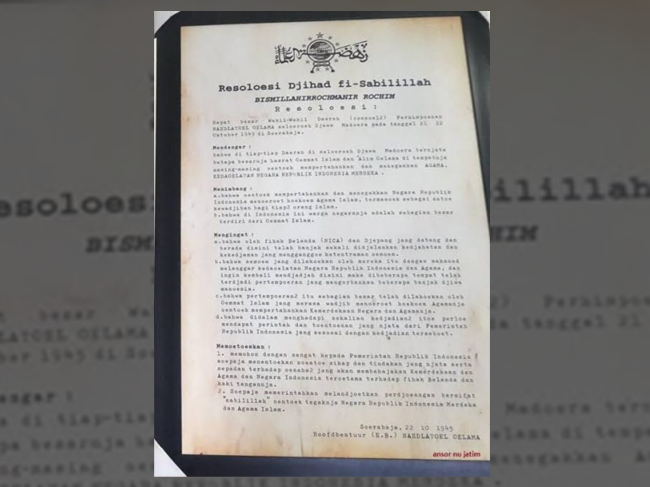 Resoloesi Djihad fi-Sabilillah
BISMILLAHIRROCHMANIR ROCHIM
Resoloesi :
Rapat besar Wakil-Wakil Daerah (Consoel2) Perhimpoenan
NAHDLATOEL OELAMA seloeroeh Djawa Madoera pada tanggal 21-22
October 1945 di Soerabaja.
Mendengar :
bahwa di tiap-tiap Daerah di seloeroeh Djawa Madoera ternjata
betapa besarnja hasrat Oemmat Islam dan Alim Oelama di tempatnja
masing-masing oentoek mempertahankan dan menegakkan AGAMA,
KEDAOELATAN NEGARA REPUBLIK INDONESIA MERDEKA.
Menimbang :
a.bahwa oentoek mempertahankan dan menegakkan Negara Republik
Indonesia menoeroet hoekoem Agama Islam, termasoek sebagai satoe
kewadjiban bagi tiap2 orang Islam.
b.bahwa di Indonesia ini warga negaranja adalah sebagian besar
terdiri dari Oemmat Islam.
Mengingat :
a.bahwa oleh fihak Belanda (NICA) dan Djepang jang datang dan
berada disini telah banjak sekali didjalankan kedjahatan dan
kekedjaman jang menganggoe ketentraman oemoem.
b.bahwa semoea jang dilakoekan oleh mereka itu dengan maksoed
melanggar kedaoelatan Negara Republik Indonesia dan Agama, dan
ingin kembali mendjadjah disini maka dibeberapa tempat telah
terdjadi pertempoeran jang mengorbankan beberapa banjak djiwa
manoesia.
c.bahwa pertempoeran2 itu sebagian besar telah dilakoekan oleh
Oemmat Islam jang merasa wadjib menoeroet hoekoem Agamanja
oentoek mempertahankan Kemerdekaan Negara dan Agamanja.
d.bahwa didalam menghadapi sekalian kedjadian2 itoe perloe
mendapat perintah dan toentoenan jang njata dari Pemerintah
Republik Indonesia jang sesoeai dengan kedjadian terseboet.
Memoetoeskan :
1. memohon dengan sangat kepada Pemerintah Republik Indonesia
soepaja menentoekan soeatoe sikap dan tindakan jang njata serta
sepadan terhadap oesaha2 jang akan membahajakan Kemerdekaan dan
Agama dan Negara Indonesia teroetama terhadap fihak Belanda dan
kaki tangannja.
2. Soepaja memerintahkan melandjoetkan perdjoeangan bersifat
"sabilillah" oentoek tegaknja Negara Republik Indonesia Merdeka
dan Agama Islam.
Soerabaja, 22 10 1945
Hoofdbestuur (H.B.) NAHDLATOEL OELAMA
ansor nu jatim